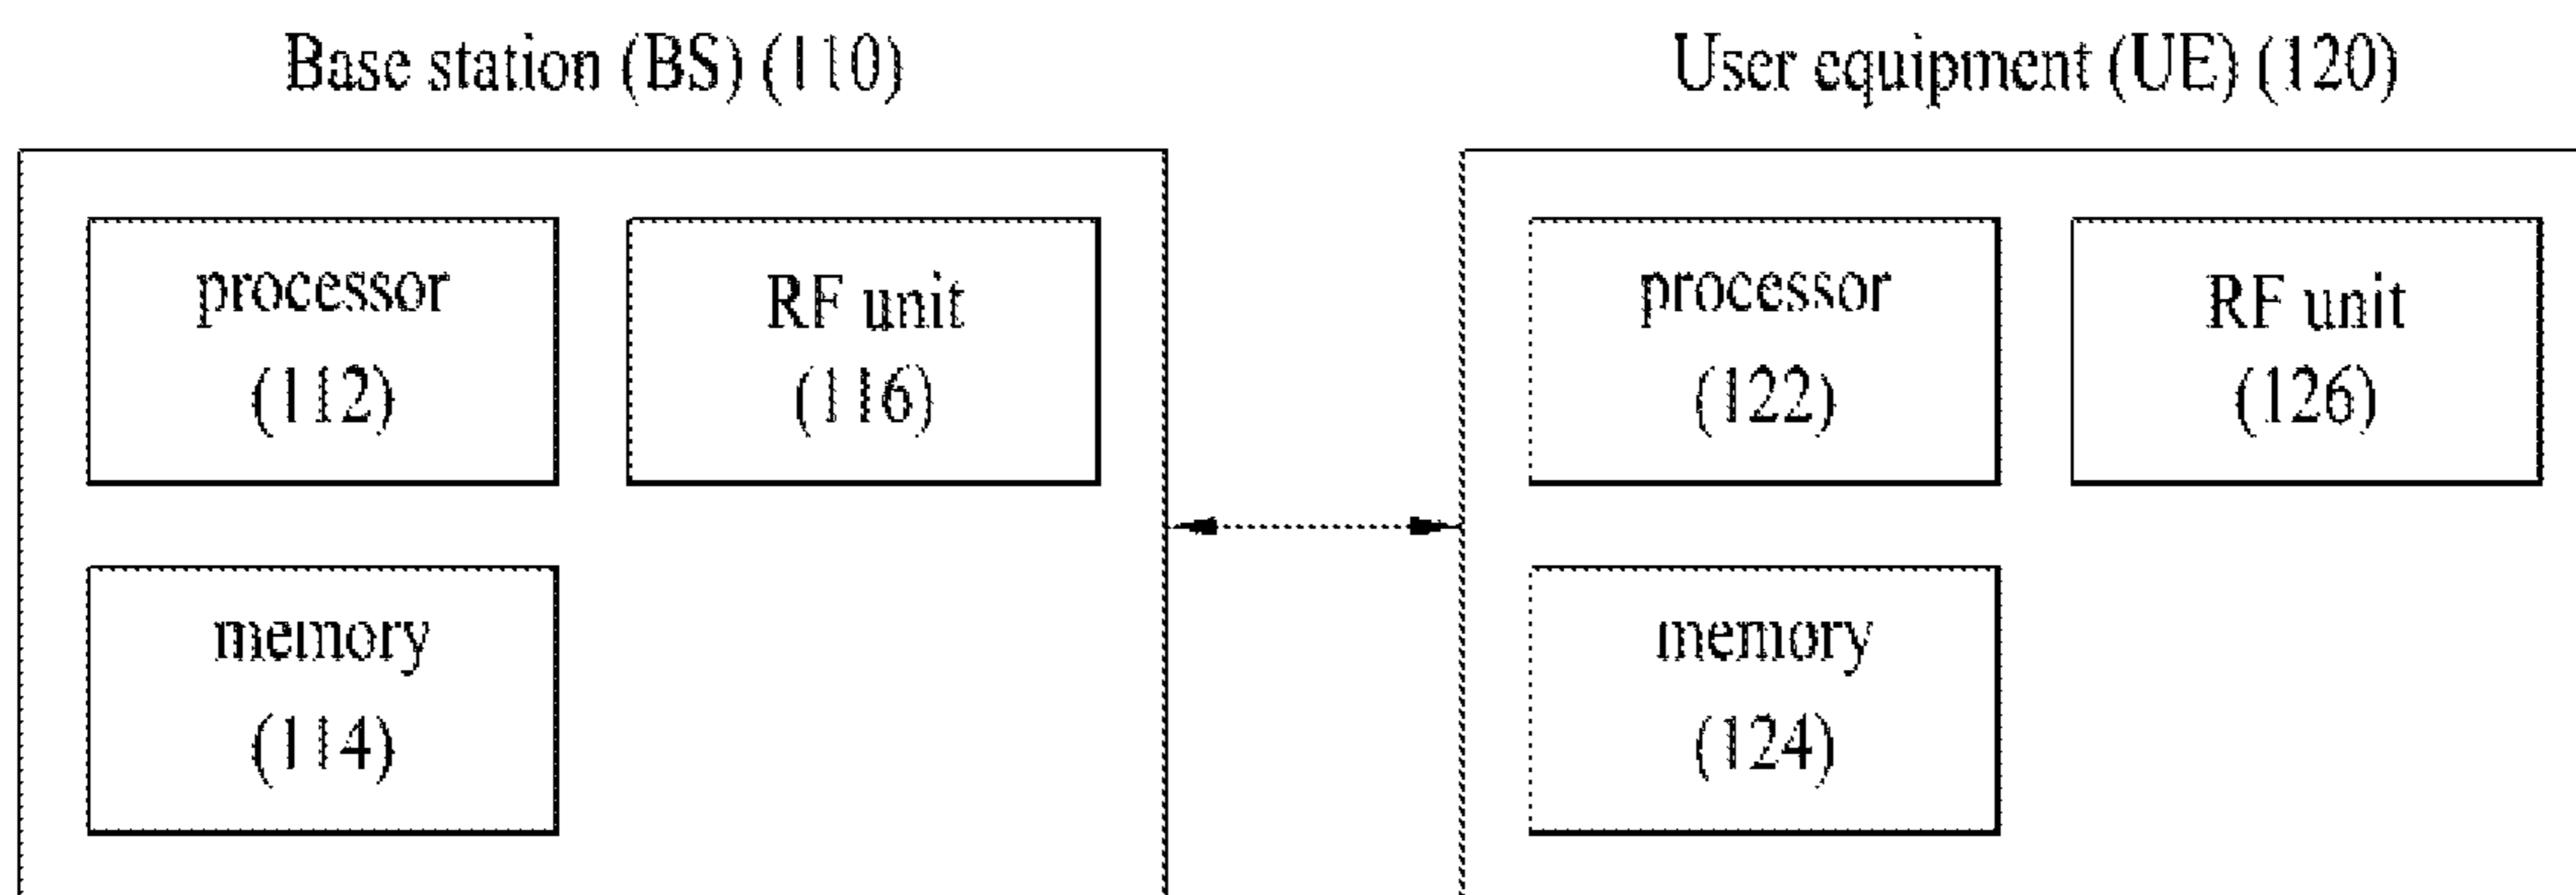 Base station (BS) (110)
User equipment (UE) (120)
processor
(112)
RF unit
(116)
memory
(114)
processor
(122)
RF unit
(126)
memory
(124)